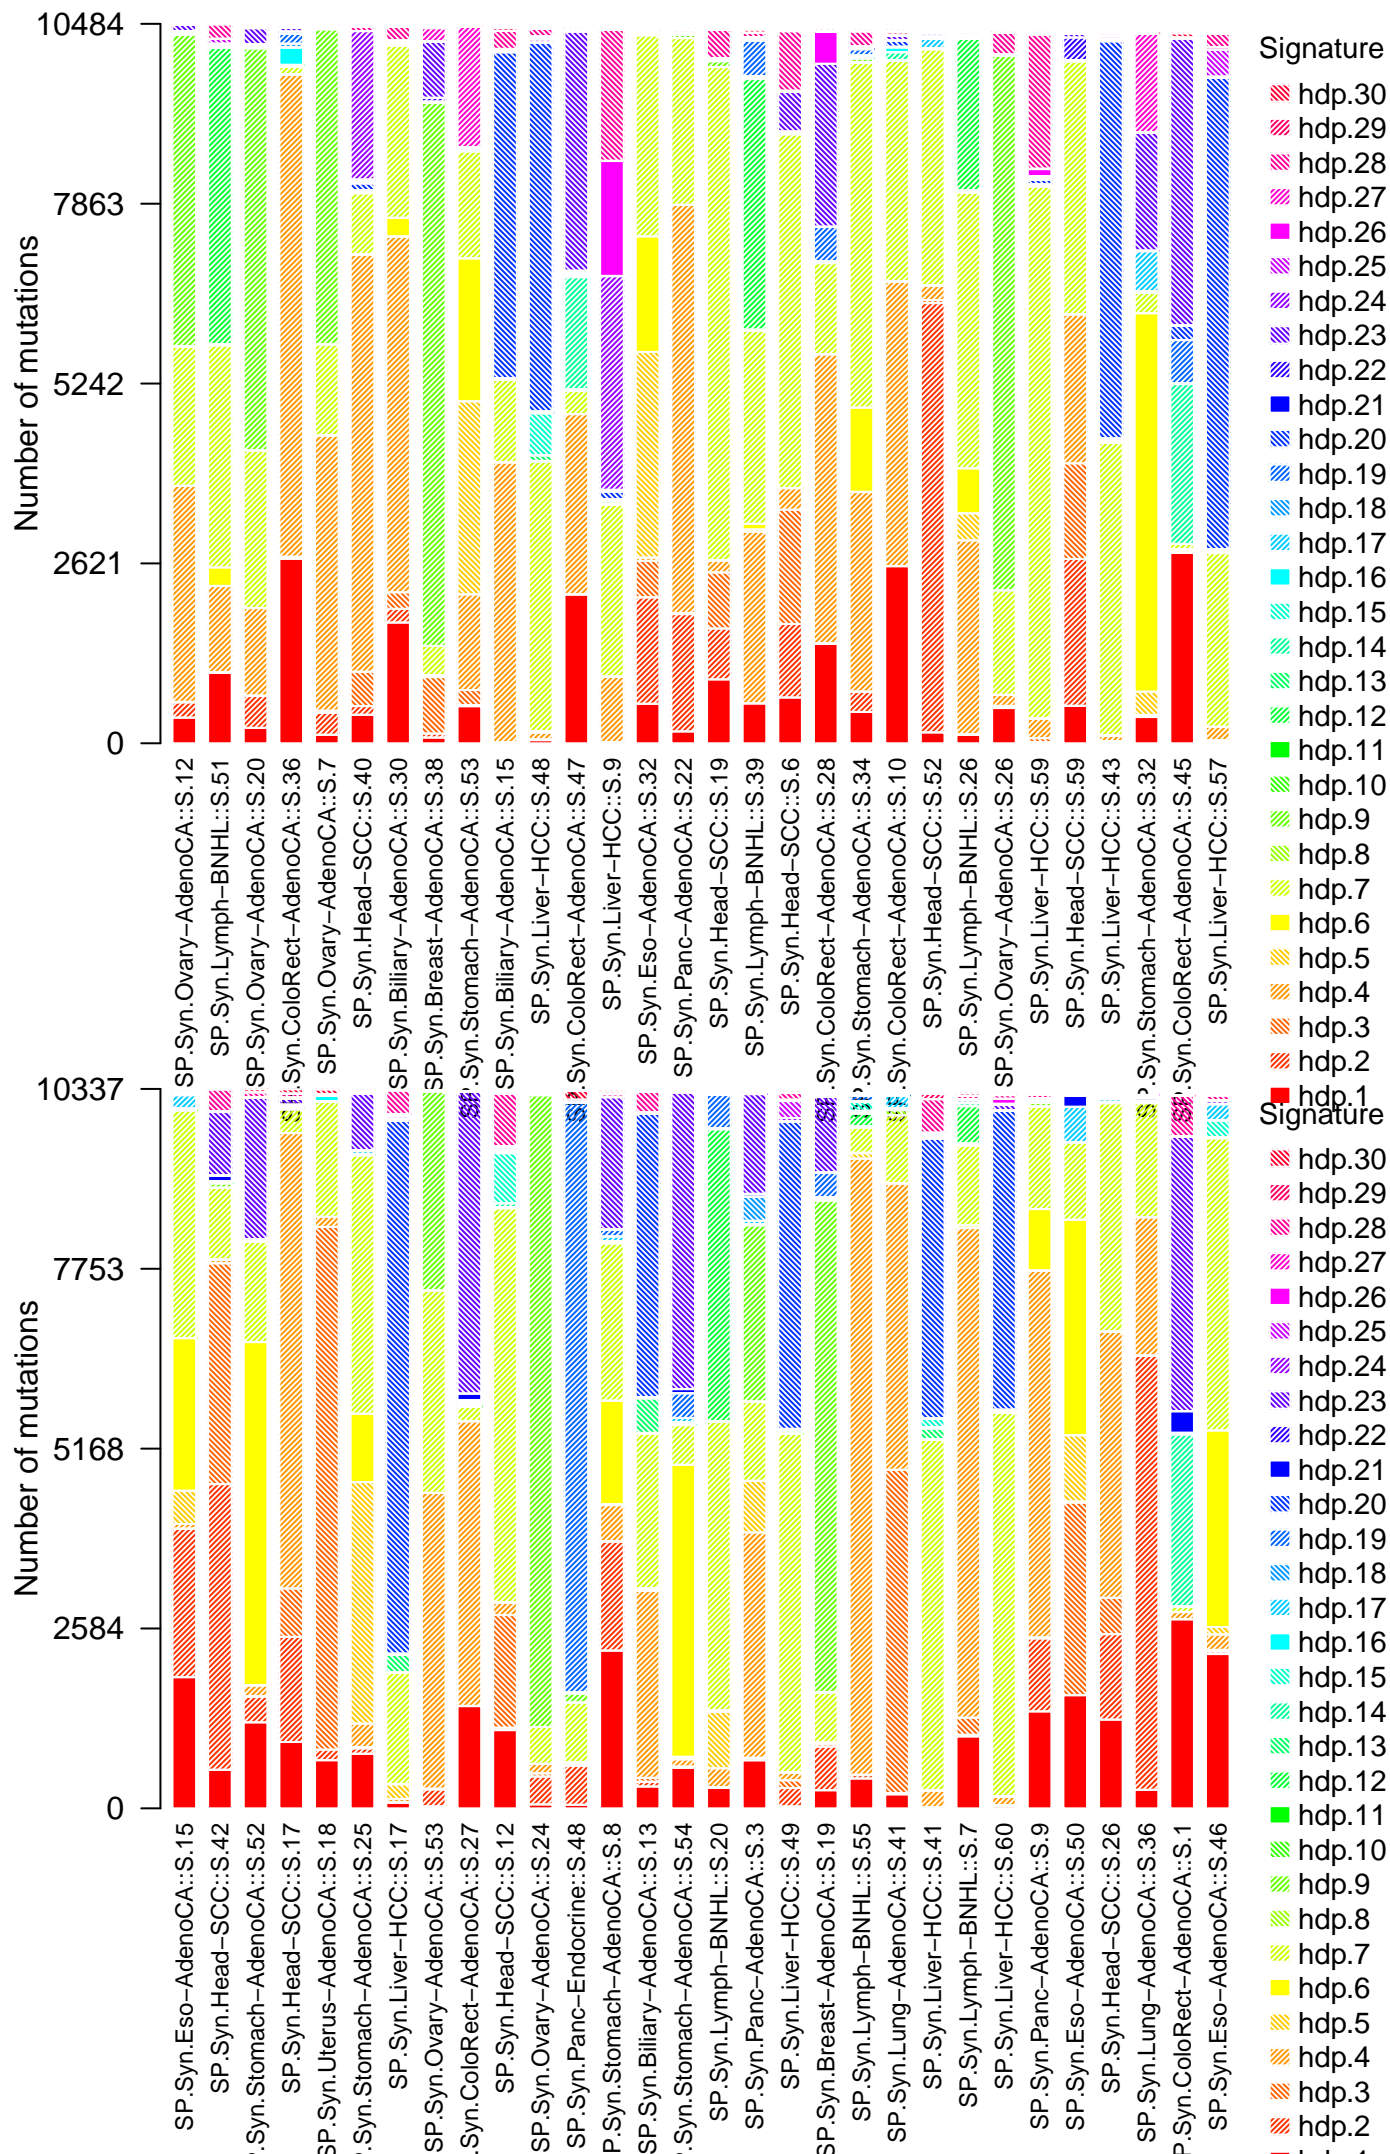 Number of mutations
10484
7863
5242
2621
0
SP.Syn.Ovary−AdenoCA::S.12
SP.Syn.Lymph−BNHL::S.51
SP.Syn.Ovary−AdenoCA::S.20
SP.Syn.ColoRect−AdenoCA::S.36
SP.Syn.Ovary−AdenoCA::S.7
SP.Syn.Head−SCC::S.40
SP.Syn.Biliary−AdenoCA::S.30
SP.Syn.Breast−AdenoCA::S.38
SP.Syn.Stomach−AdenoCA::S.53
SP.Syn.Biliary−AdenoCA::S.15
SP.Syn.Liver−HCC::S.48
SP.Syn.ColoRect−AdenoCA::S.47
SP.Syn.Liver−HCC::S.9
SP.Syn.Eso−AdenoCA::S.32
SP.Syn.Panc−AdenoCA::S.22
SP.Syn.Head−SCC::S.19
SP.Syn.Lymph−BNHL::S.39
SP.Syn.Head−SCC::S.6
SP.Syn.ColoRect−AdenoCA::S.28
SP.Syn.Stomach−AdenoCA::S.34
SP.Syn.ColoRect−AdenoCA::S.10
SP.Syn.Head−SCC::S.52
SP.Syn.Lymph−BNHL::S.26
SP.Syn.Ovary−AdenoCA::S.26
SP.Syn.Liver−HCC::S.59
SP.Syn.Head−SCC::S.59
SP.Syn.Liver−HCC::S.43
SP.Syn.Stomach−AdenoCA::S.32
SP.Syn.ColoRect−AdenoCA::S.45
SP.Syn.Liver−HCC::S.57
Signature
hdp.30
hdp.29
hdp.28
hdp.27
hdp.26
hdp.25
hdp.24
hdp.23
hdp.22
hdp.21
hdp.20
hdp.19
hdp.18
hdp.17
hdp.16
hdp.15
hdp.14
hdp.13
hdp.12
hdp.11
hdp.10
hdp.9
hdp.8
hdp.7
hdp.6
hdp.5
hdp.4
hdp.3
hdp.2
hdp.1
Number of mutations
10337
7753
5168
2584
0
SP.Syn.Eso−AdenoCA::S.15
SP.Syn.Head−SCC::S.42
P.Syn.Stomach−AdenoCA::S.52
SP.Syn.Head−SCC::S.17
SP.Syn.Uterus−AdenoCA::S.18
P.Syn.Stomach−AdenoCA::S.25
SP.Syn.Liver−HCC::S.17
SP.Syn.Ovary−AdenoCA::S.53
.Syn.ColoRect−AdenoCA::S.27
SP.Syn.Head−SCC::S.12
SP.Syn.Ovary−AdenoCA::S.24
SP.Syn.Panc−Endocrine::S.48
SP.Syn.Stomach−AdenoCA::S.8
SP.Syn.Biliary−AdenoCA::S.13
P.Syn.Stomach−AdenoCA::S.54
SP.Syn.Lymph−BNHL::S.20
SP.Syn.Panc−AdenoCA::S.3
SP.Syn.Liver−HCC::S.49
SP.Syn.Breast−AdenoCA::S.19
SP.Syn.Lymph−BNHL::S.55
SP.Syn.Lung−AdenoCA::S.41
SP.Syn.Liver−HCC::S.41
SP.Syn.Lymph−BNHL::S.7
SP.Syn.Liver−HCC::S.60
SP.Syn.Panc−AdenoCA::S.9
SP.Syn.Eso−AdenoCA::S.50
SP.Syn.Head−SCC::S.26
SP.Syn.Lung−AdenoCA::S.36
P.Syn.ColoRect−AdenoCA::S.1
SP.Syn.Eso−AdenoCA::S.46
Signature
hdp.30
hdp.29
hdp.28
hdp.27
hdp.26
hdp.25
hdp.24
hdp.23
hdp.22
hdp.21
hdp.20
hdp.19
hdp.18
hdp.17
hdp.16
hdp.15
hdp.14
hdp.13
hdp.12
hdp.11
hdp.10
hdp.9
hdp.8
hdp.7
hdp.6
hdp.5
hdp.4
hdp.3
hdp.2